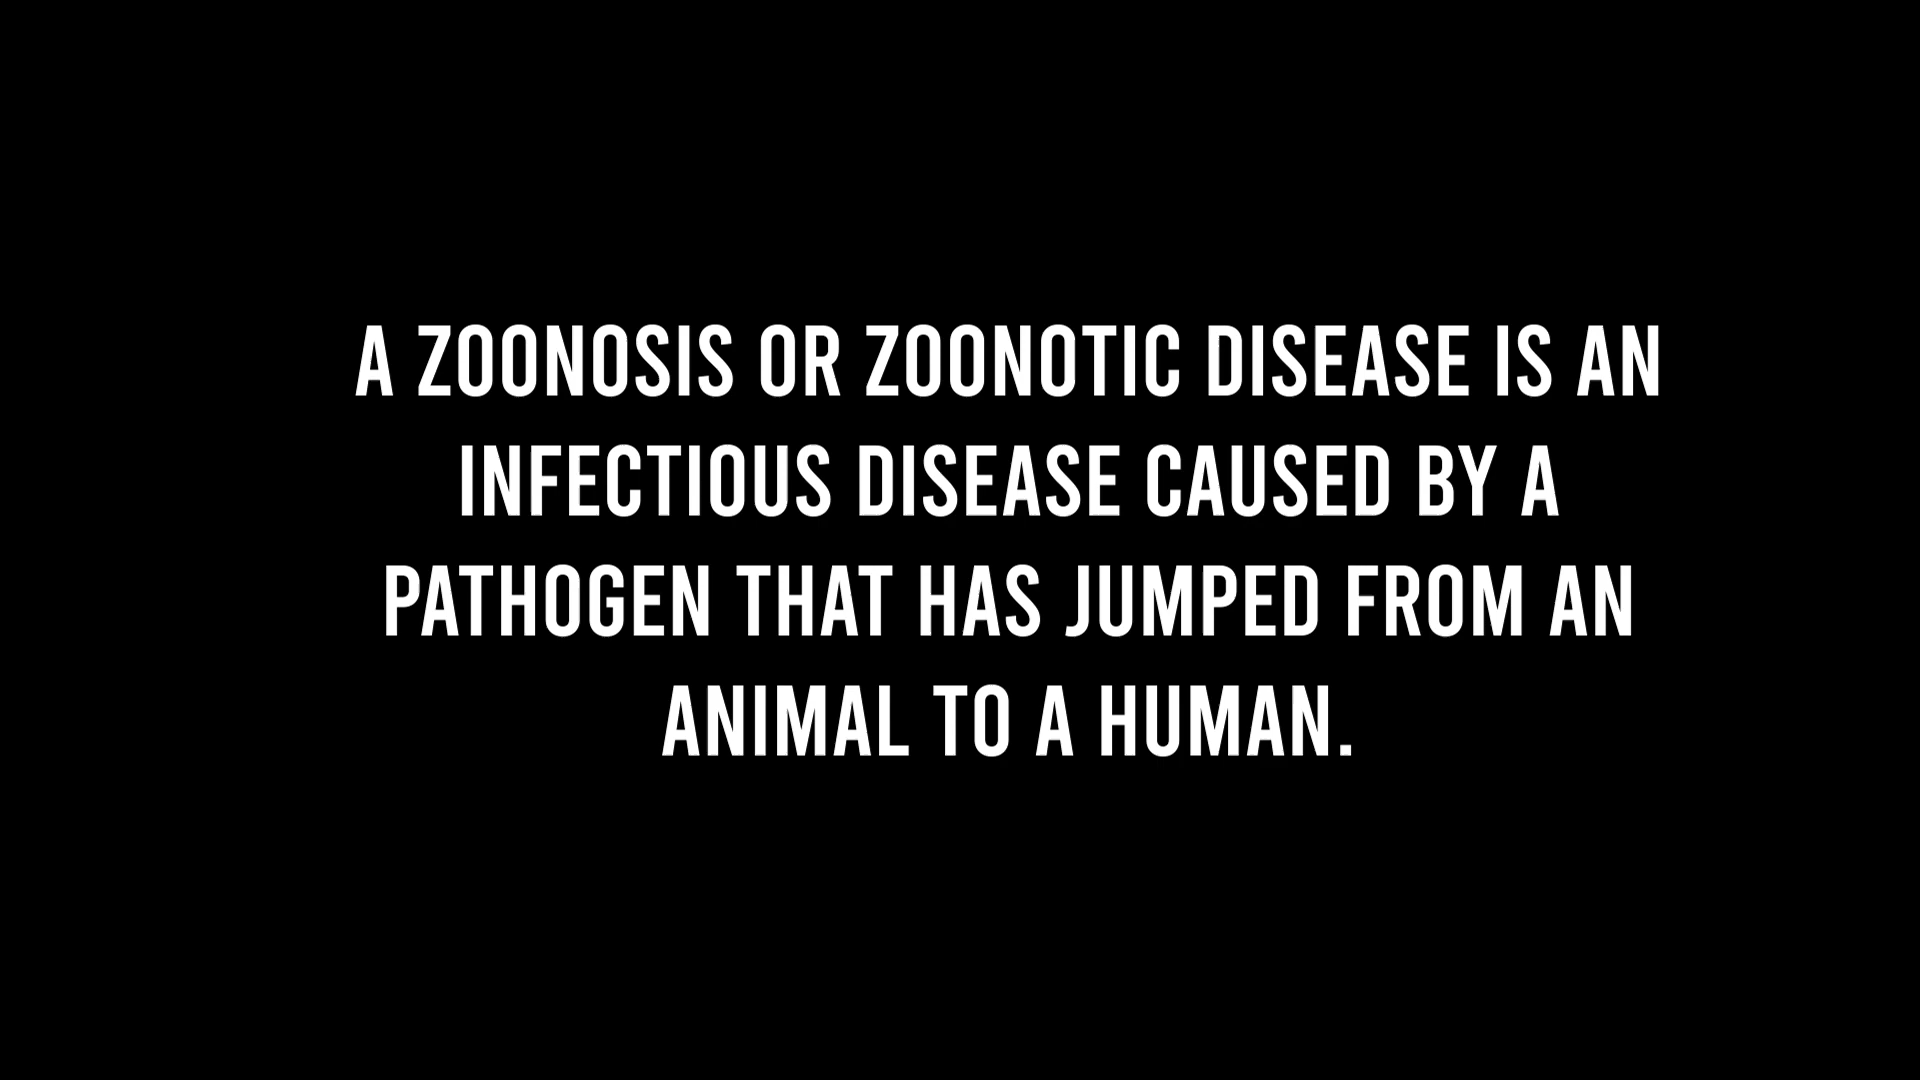 A ZOONOSIS OR ZOONOTIC DISEASE IS AN
INFECTIOUS DISEASE CAUSED BY A
PATHOGEN THAT HAS JUMPED FROM AN
ANIMAL TO A HUMAN.